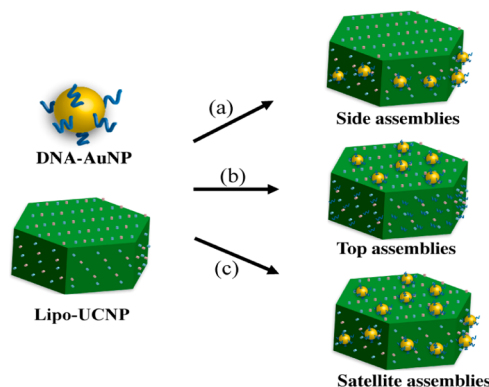 (a)
Side assemblies
DNA-AuNP
(b)
Top assemblies
Lipo-UCNP
(c)
Satellite assemblies